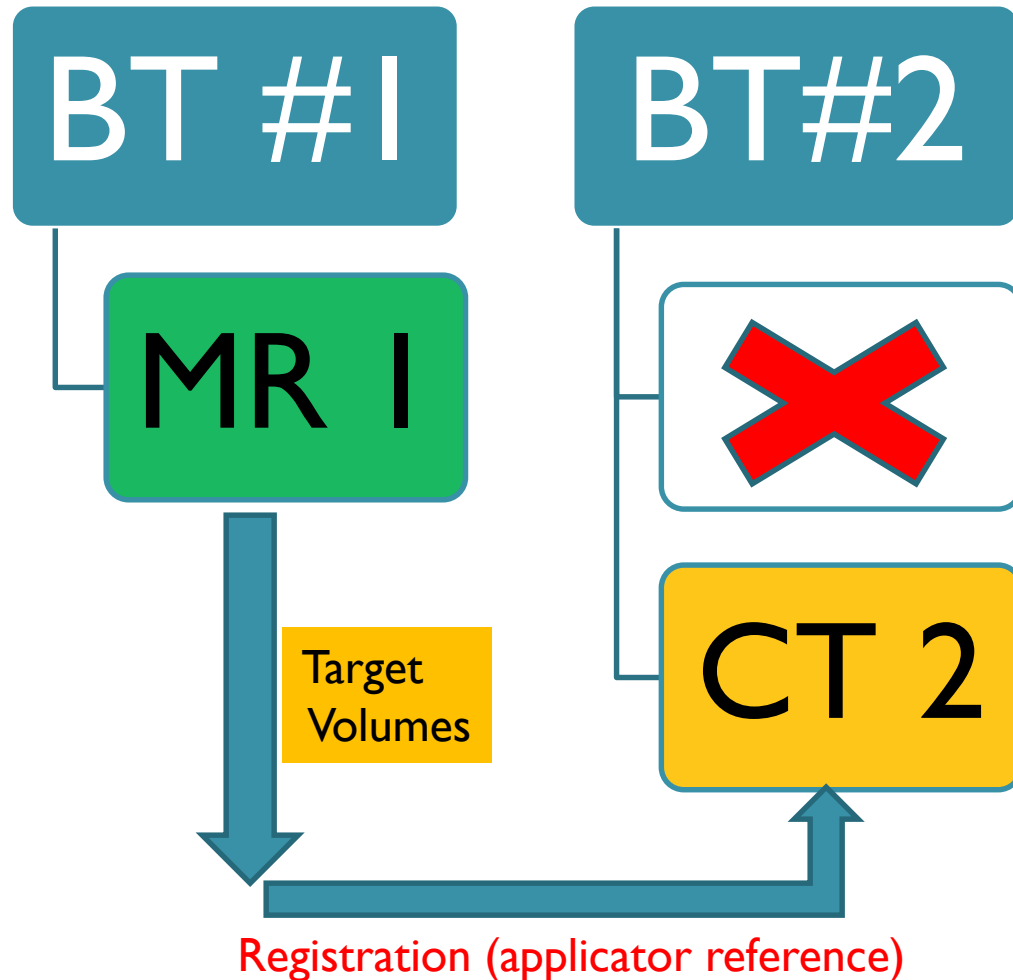 BT #1
BT#2
MR 1
CT 2
Target
Volumes
Registration (applicator reference)